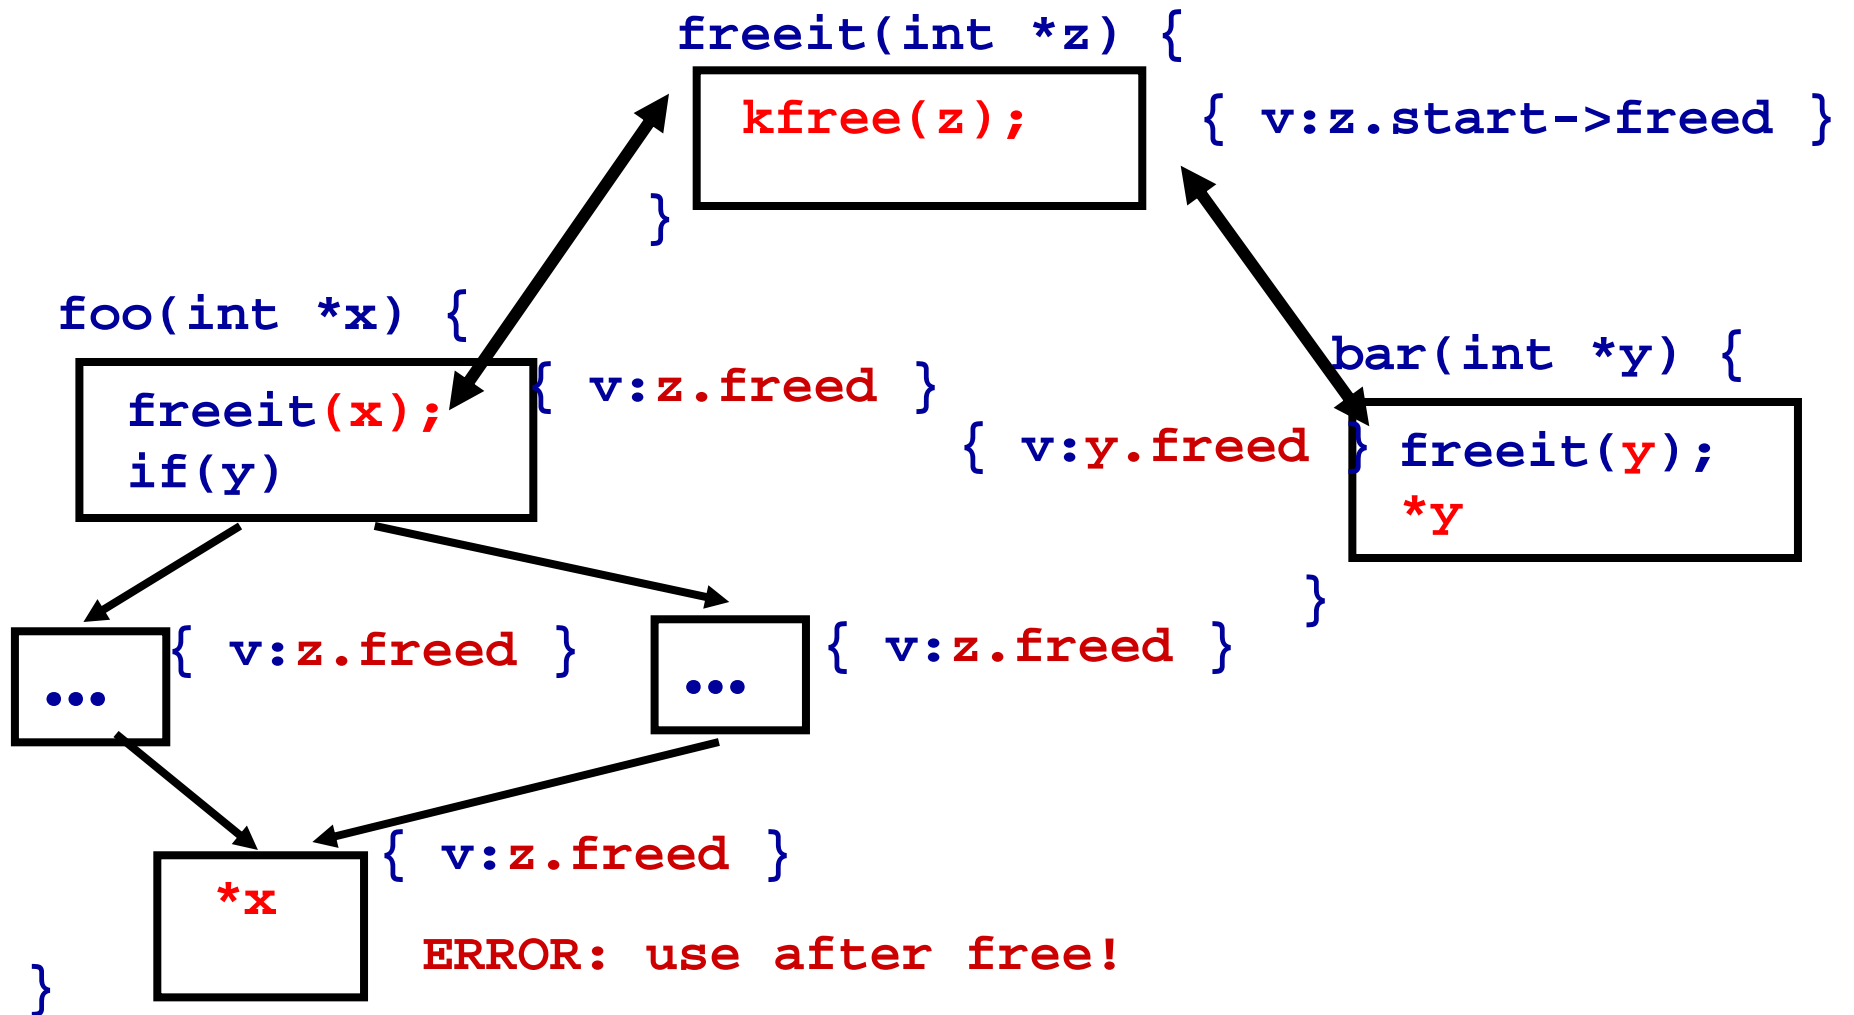 freeit(int *z) {
kfree(z);
{ v:z.start->freed }
}
foo(int *x) {
freeit(x);
if(y)
{ v:z.freed }
bar(int *y) {
{ v:y.freed }
freeit(y);
*y
}
...
{ v:z.freed }
...
{ v:z.freed }
{ v:z.freed }
*x
ERROR: use after free!
}